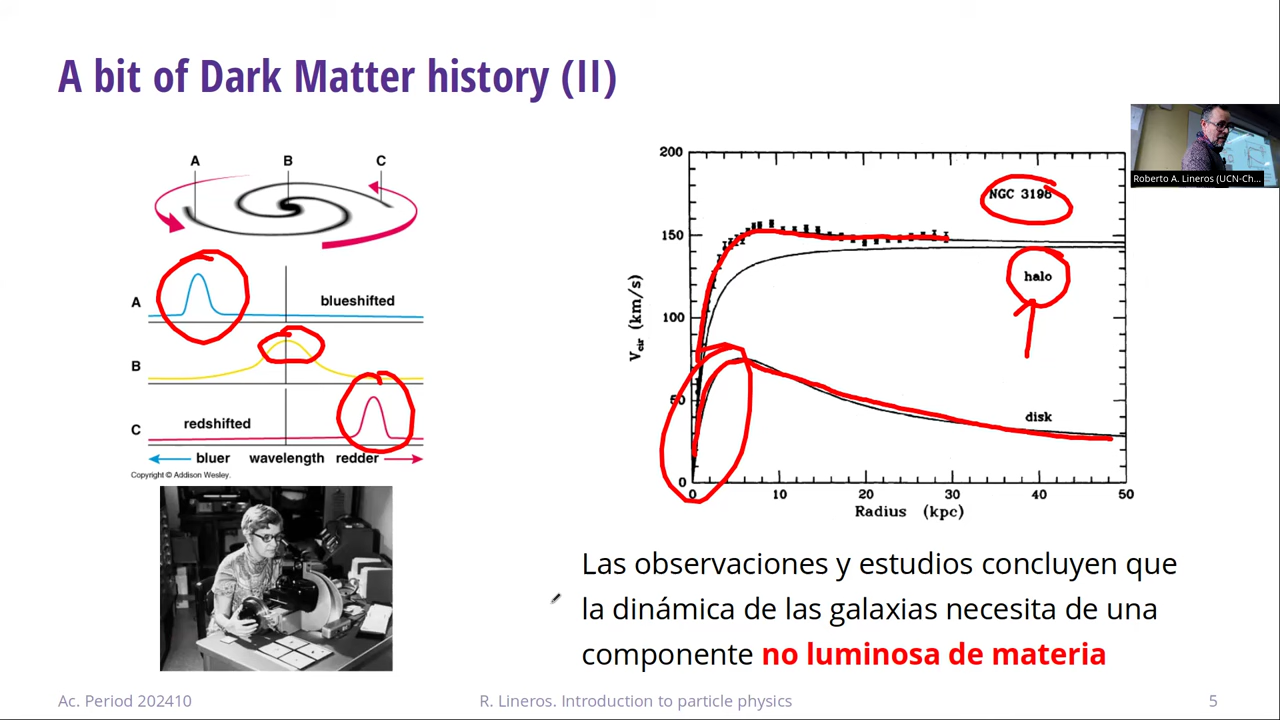 A bit of Dark Matter history (II)
A B C
A blueshifted
B
C redshifted
bluer wavelength redder
Copyright © Addison Wesley.
200
150
100
50
0
V cir (km/s)
NGC 3198
halo
disk
0 10 20 30 40 50
Radius (kpc)
Roberto A. Lineros (UCN-Ch...
Las observaciones y estudios concluyen que
la dinámica de las galaxias necesita de una
componente no luminosa de materia
Ac. Period 202410 R. Lineros. Introduction to particle physics 5